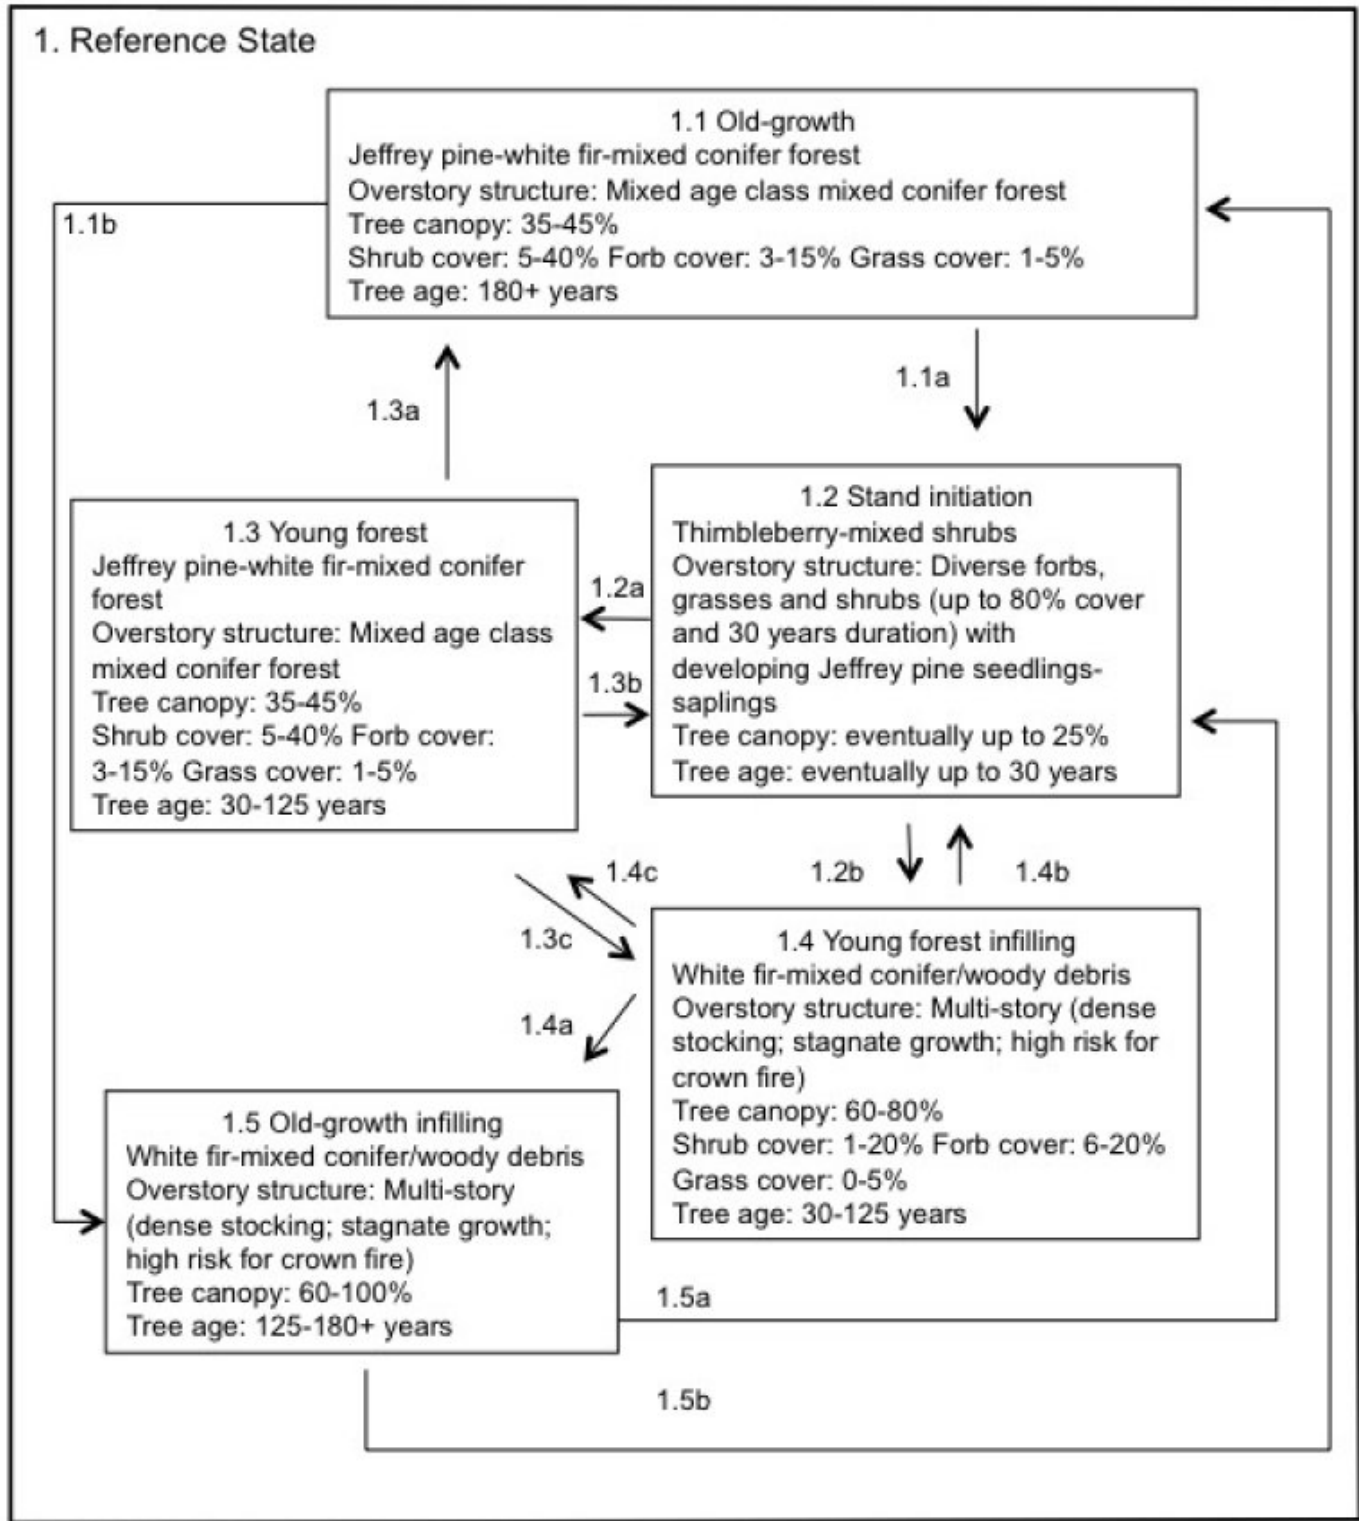 1. Reference State
1.1 Old-growth
Jeffrey pine-white fir-mixed conifer forest
Overstory structure: Mixed age class mixed conifer forest
Tree canopy: 35-45%
Shrub cover: 5-40% Forb cover: 3-15% Grass cover: 1-5%
Tree age: 180+ years
1.1b
1.1a
1.3a
1.3 Young forest
Jeffrey pine-white fir-mixed conifer
forest
Overstory structure: Mixed age class
mixed conifer forest
Tree canopy: 35-45%
Shrub cover: 5-40% Forb cover:
3-15% Grass cover: 1-5%
Tree age: 30-125 years
1.2a
1.3b
1.2 Stand initiation
Thimbleberry-mixed shrubs
Overstory structure: Diverse forbs,
grasses and shrubs (up to 80% cover
and 30 years duration) with
developing Jeffrey pine seedlings-
saplings
Tree canopy: eventually up to 25%
Tree age: eventually up to 30 years
1.4c
1.3c
1.2b
1.4b
1.4a
1.4 Young forest infilling
White fir-mixed conifer/woody debris
Overstory structure: Multi-story (dense
stocking; stagnate growth; high risk for
crown fire)
Tree canopy: 60-80%
Shrub cover: 1-20% Forb cover: 6-20%
Grass cover: 0-5%
Tree age: 30-125 years
1.5 Old-growth infilling
White fir-mixed conifer/woody debris
Overstory structure: Multi-story
(dense stocking; stagnate growth;
high risk for crown fire)
Tree canopy: 60-100%
Tree age: 125-180+ years
1.5a
1.5b